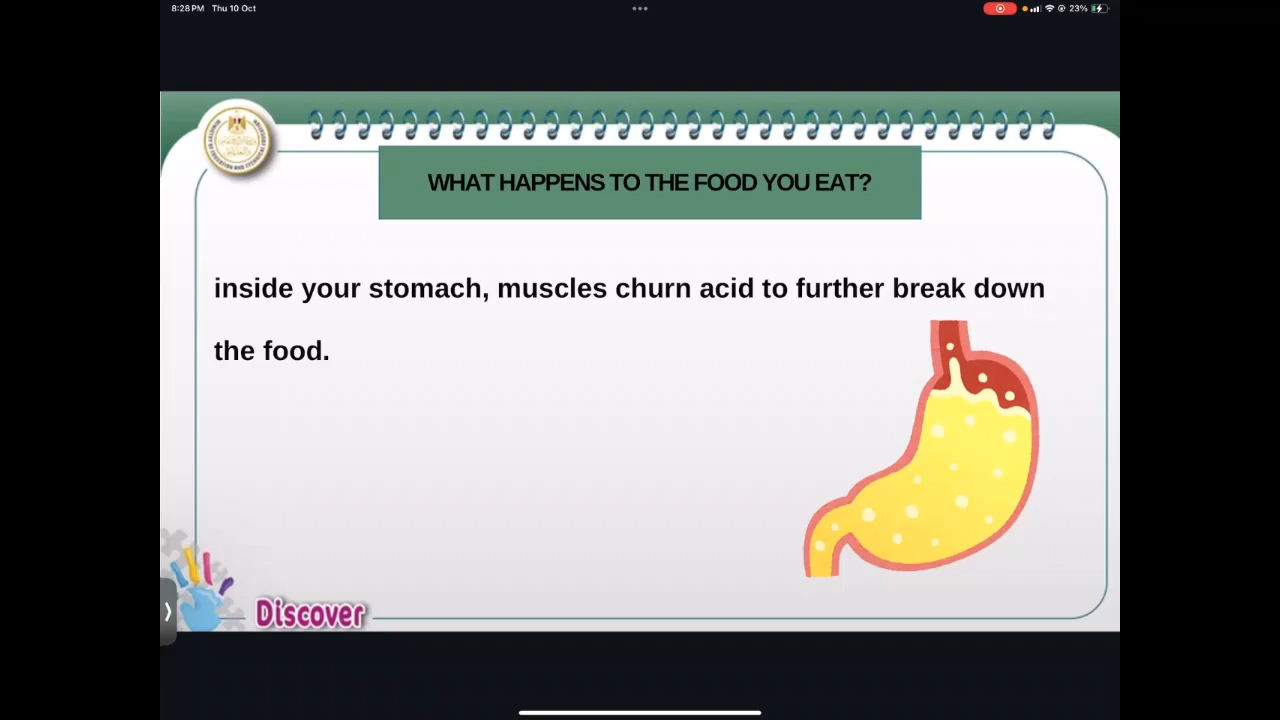 8:28 PM Thu 10 Oct
23%
WHAT HAPPENS TO THE FOOD YOU EAT?
inside your stomach, muscles churn acid to further break down
the food.
Discover